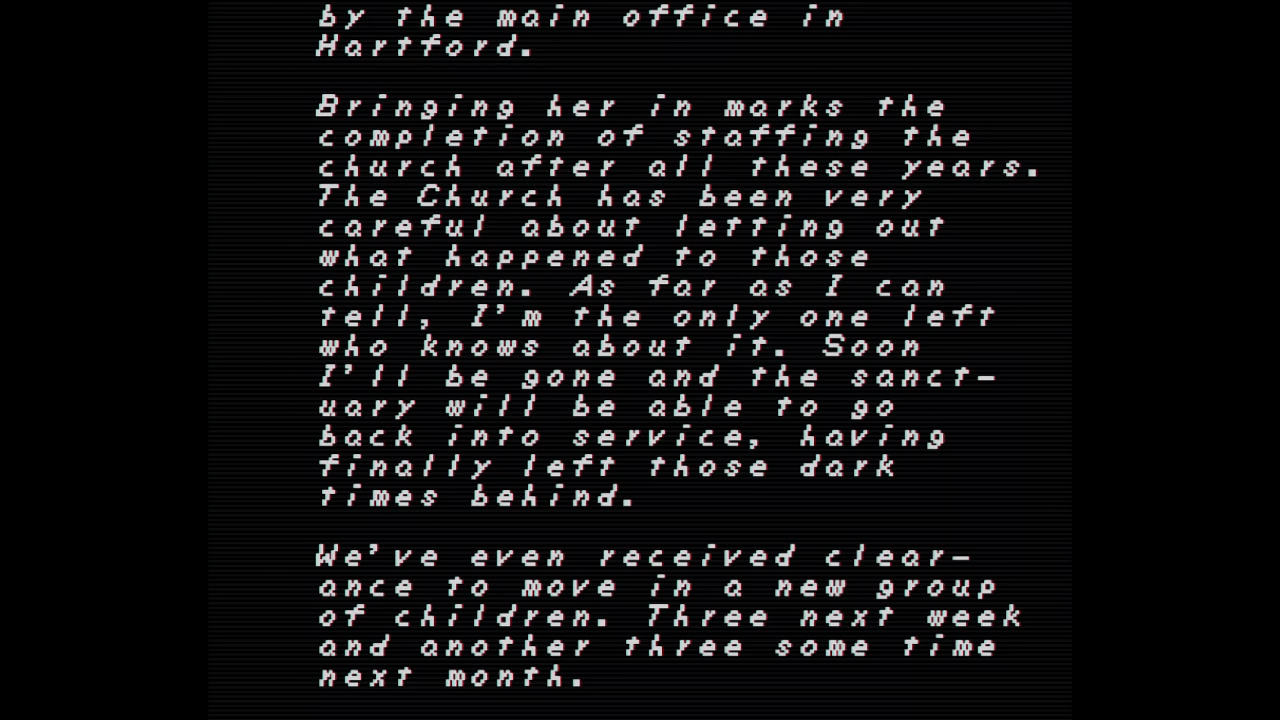 by the main office in
Hartford.
Bringing her in marks the
completion of staffing the
church after all these years.
The Church has been very
careful about letting out
what happened to those
children. As far as I can
tell, I'm the only one left
who knows about it. Soon
I'll be gone and the sanct-
uary will be able to go
back into service, having
finally left those dark
times behind.
We've even received clear-
ance to move in a new group
of children. Three next week
and another three some time
next month.